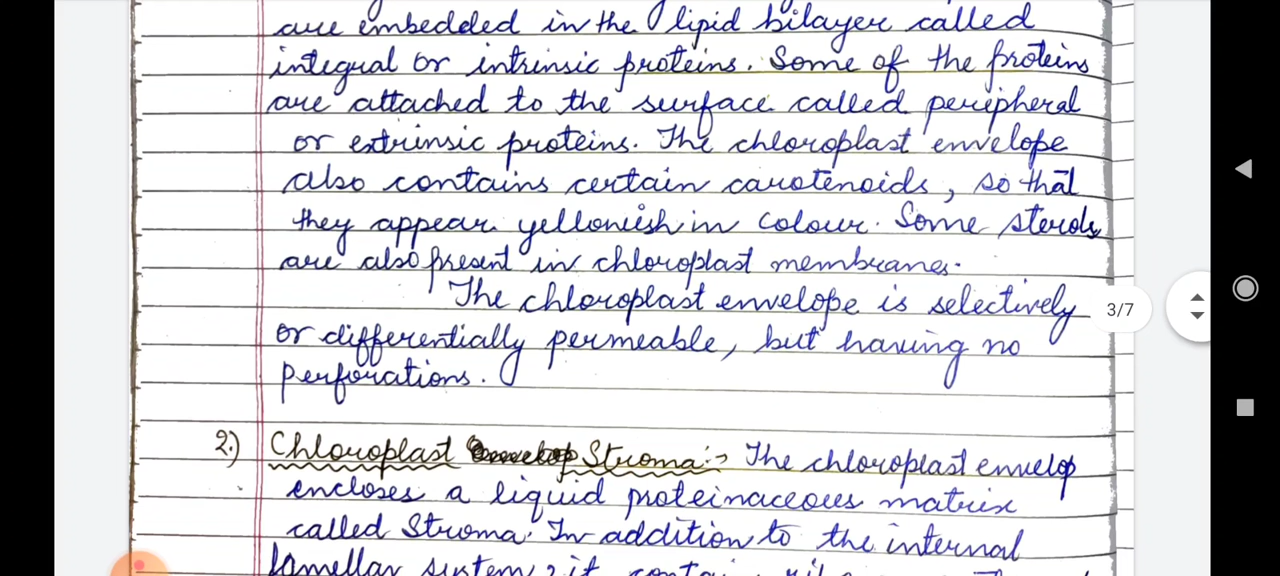 are embedded in the lipid bilayer called
integral or intrinsic proteins. Some of the proteins
are attached to the surface called peripheral
or extrinsic proteins. The chloroplast envelope
also contains certain carotenoids, so that
they appear yellowish in colour. Some sterols
are also present in chloroplast membranes.
The chloroplast envelope is selectively
or differentially permeable, but having no
perforations.
2.) Chloroplast Stroma:- The chloroplast envelop
encloses a liquid proteinaceous matrix
called Stroma. In addition to the internal
lamellar system, it
3/7